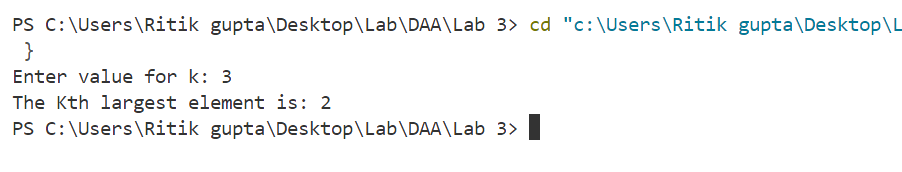 PS C:\Users\Ritik gupta\Desktop\Lab\DAA\Lab 3> cd "c:\Users\Ritik gupta\Desktop\L
}
Enter value for k: 3
The Kth largest element is: 2
PS C:\Users\Ritik gupta\Desktop\Lab\DAA\Lab 3>